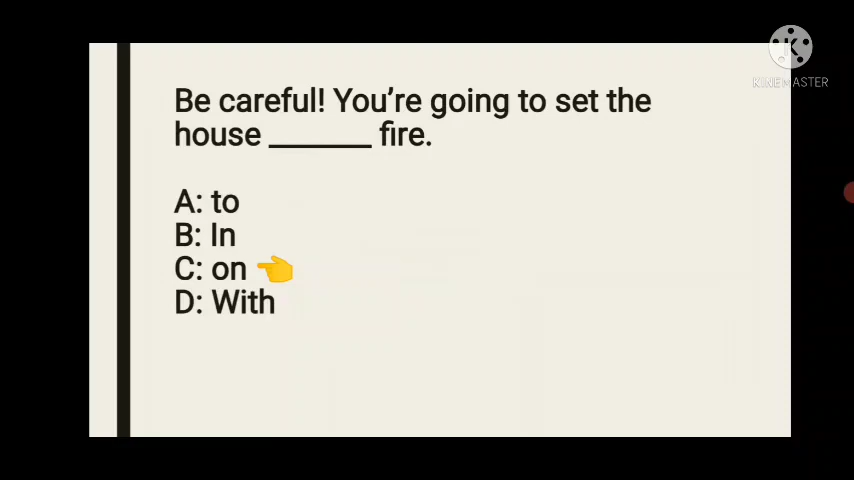 KINEMASTER
Be careful! You're going to set the
house _______ fire.
A: to
B: In
C: on 👈
D: With